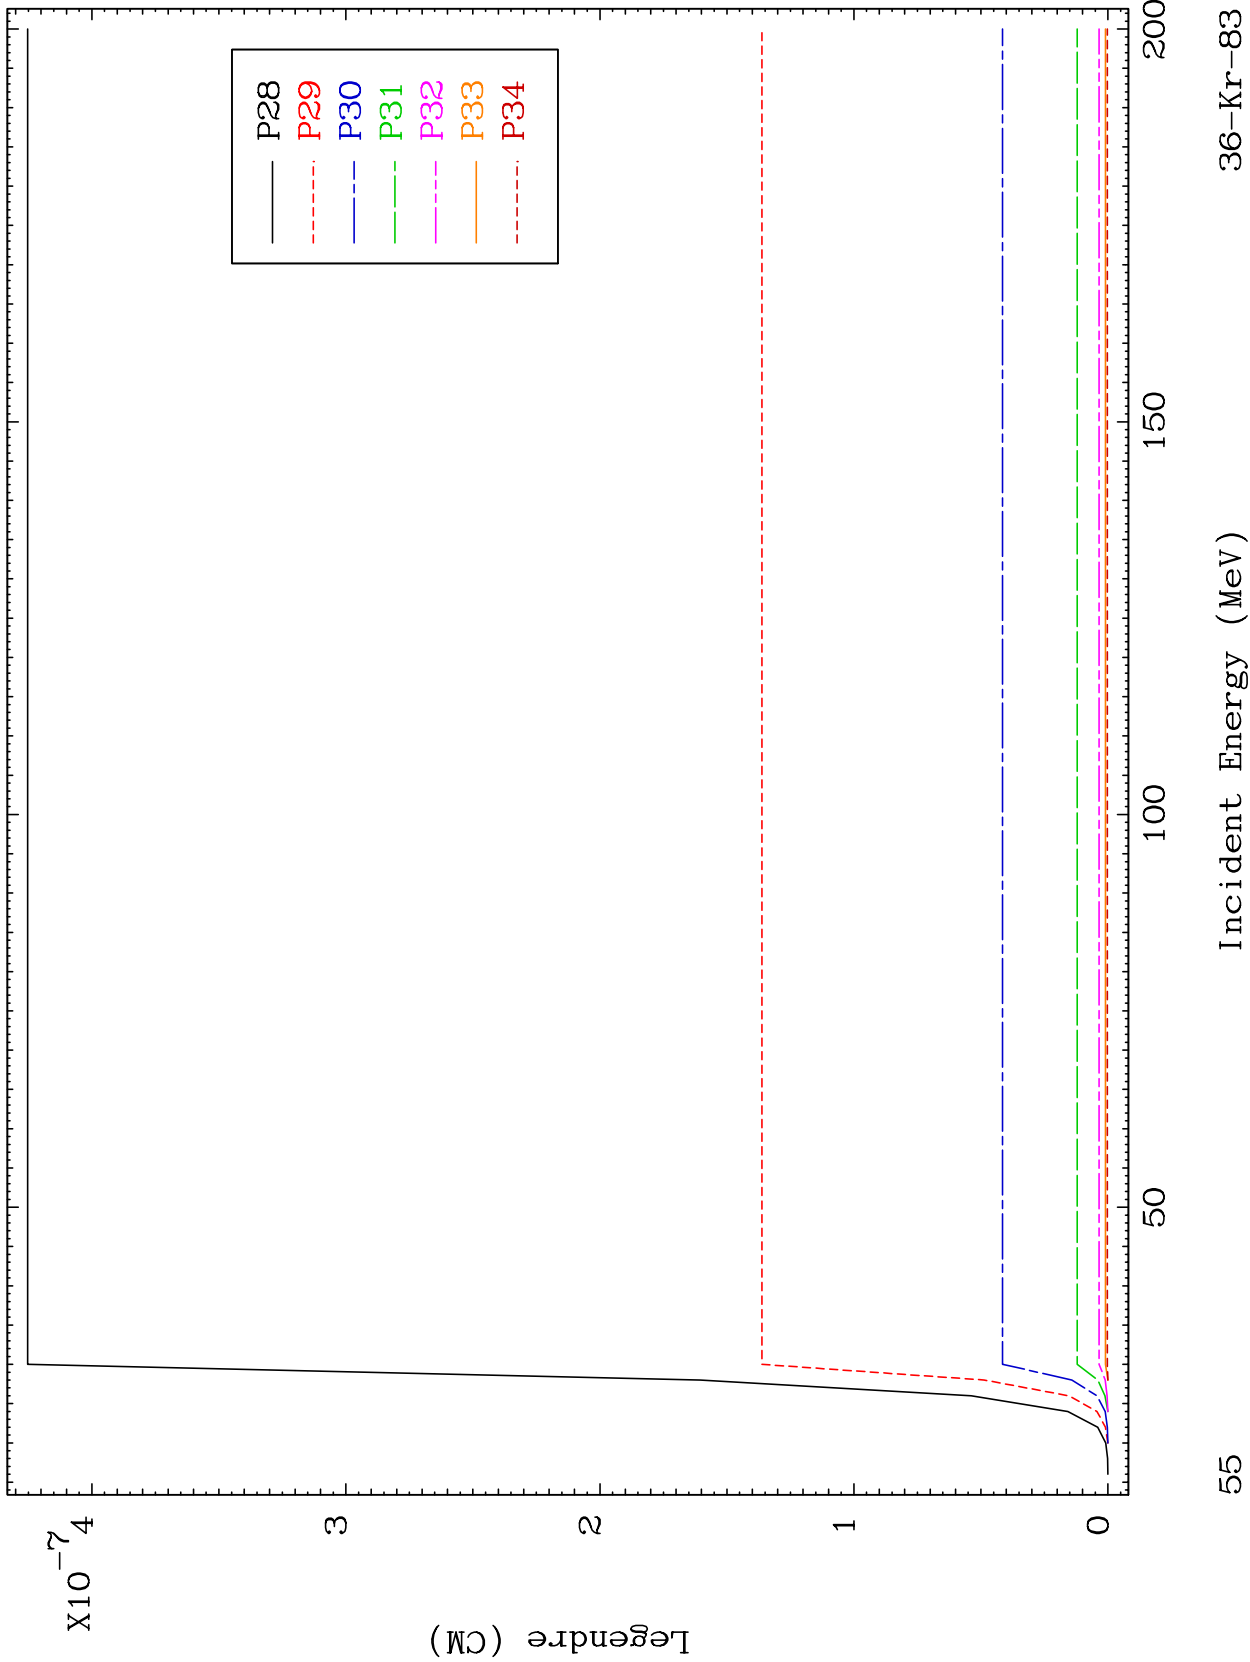 X10-7
4
3
2
1
0
Legendre (CM)
P28
P29
P30
P31
P32
P33
P34
50
100
150
200
Incident Energy (MeV)
55
36-Kr-83